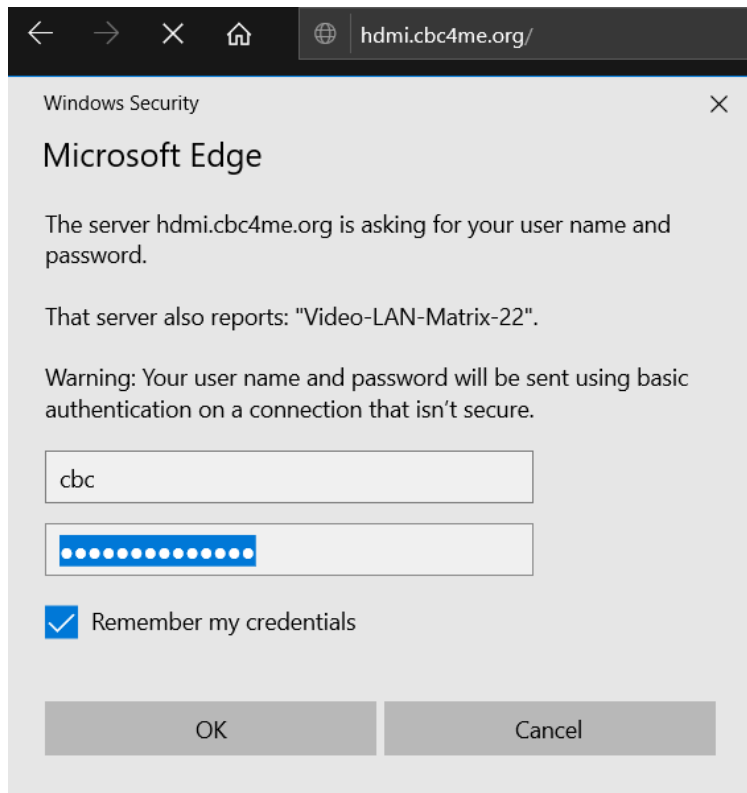 hdmi.cbc4me.org/
Windows Security
Microsoft Edge
The server hdmi.cbc4me.org is asking for your user name and
password.
That server also reports: "Video-LAN-Matrix-22".
Warning: Your user name and password will be sent using basic
authentication on a connection that isn’t secure.
cbc
●●●●●●●●●●●●●●
Remember my credentials
OK
Cancel